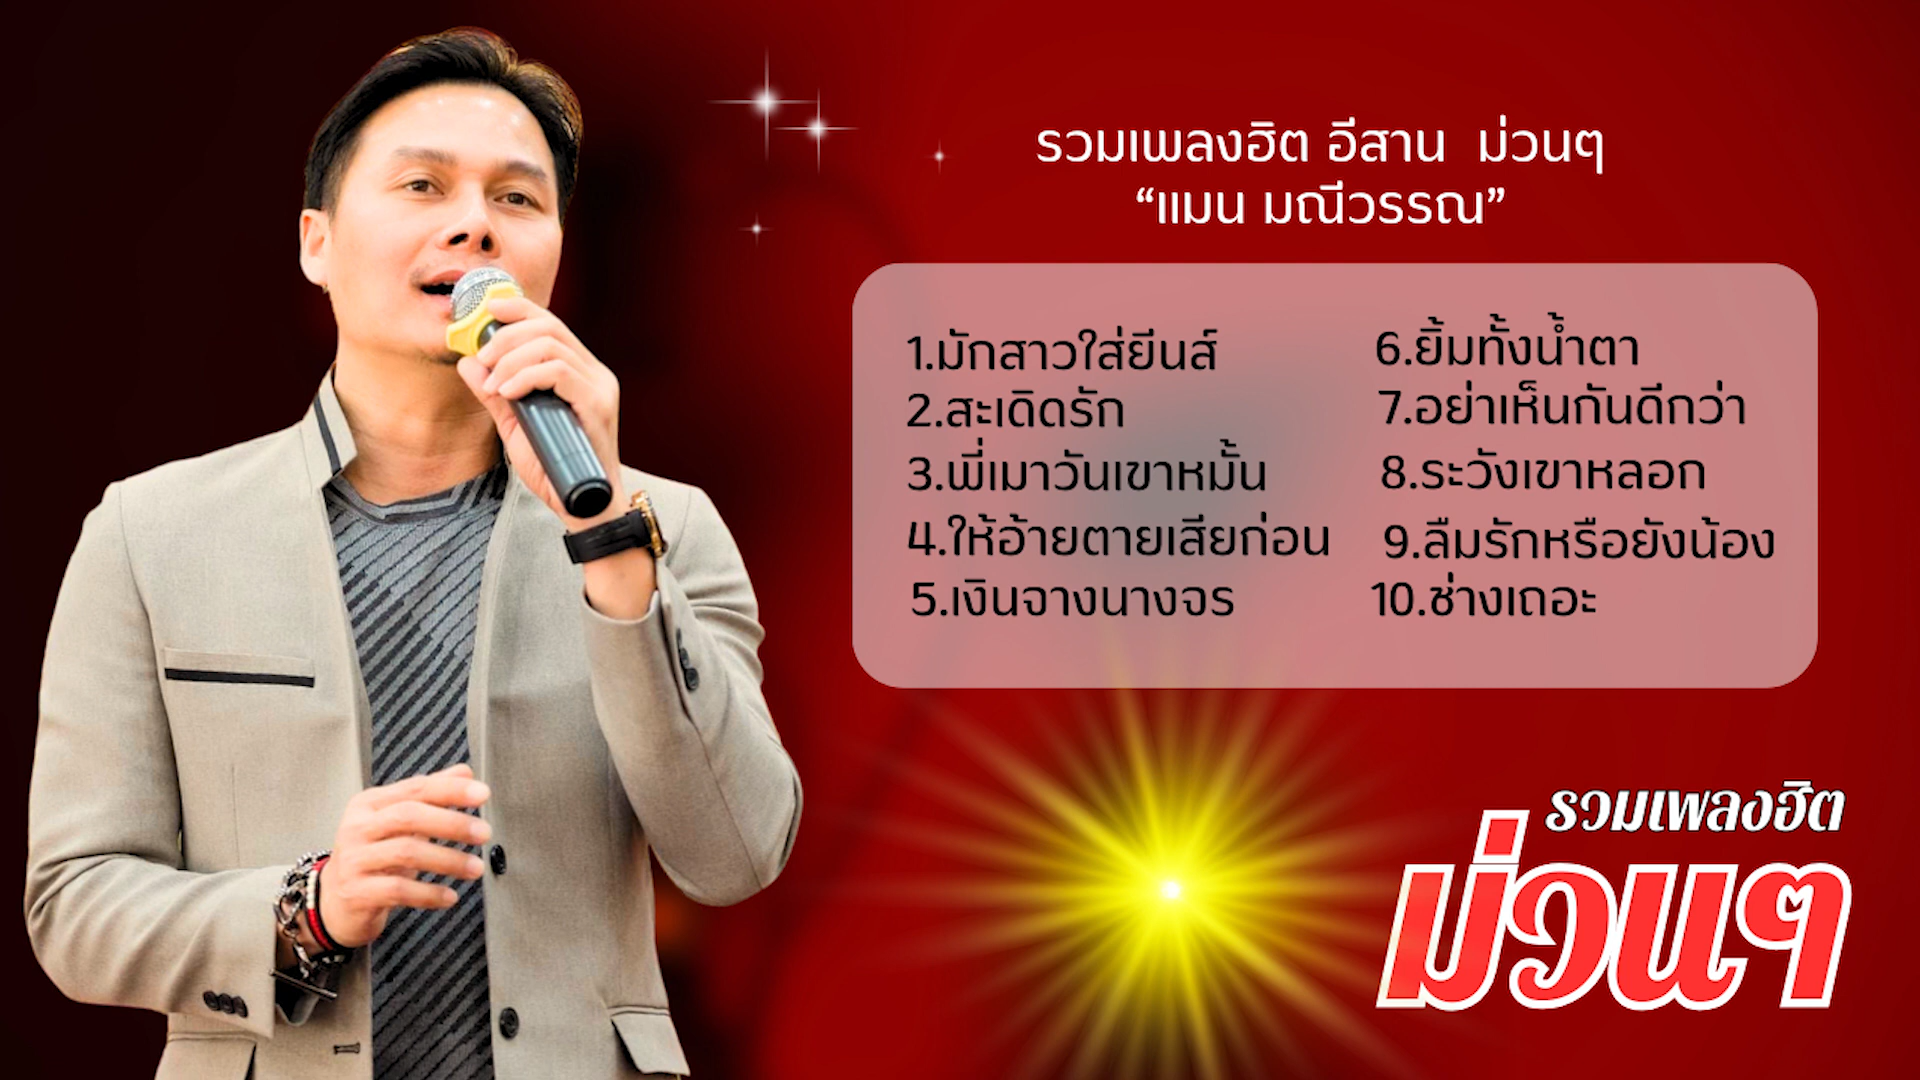 รวมเพลงฮิต อีสาน ม่วนๆ
“แมน มณีวรรณ”
1.มักสาวใส่ยีนส์
2.สะเดิดรัก
3.พี่เมาวันเขาหมั้น
4.ให้อ้ายตายเสียก่อน
5.เงินจางนางจร
6.ยิ้มทั้งน้ำตา
7.อย่าเห็นกันดีกว่า
8.ระวังเขาหลอก
9.ลืมรักหรือยังน้อง
10.ช่างเถอะ
รวมเพลงฮิต
ม่วนๆ